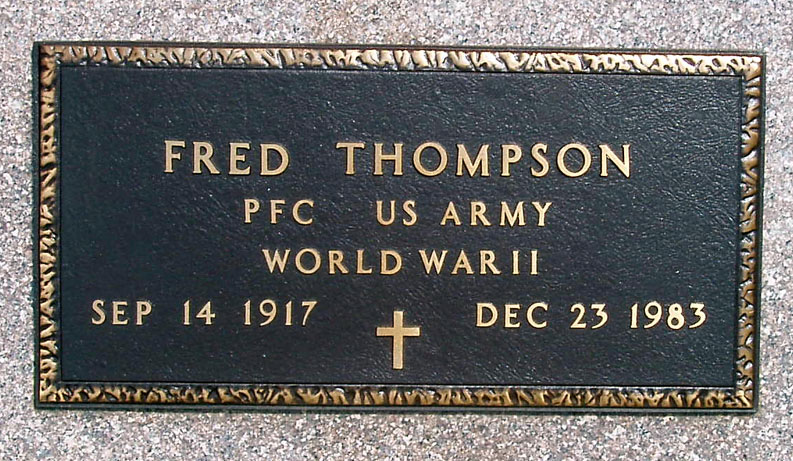 FRED THOMPSON
PFC US ARMY
WORLD WAR II
SEP 14 1917 DEC 23 1983